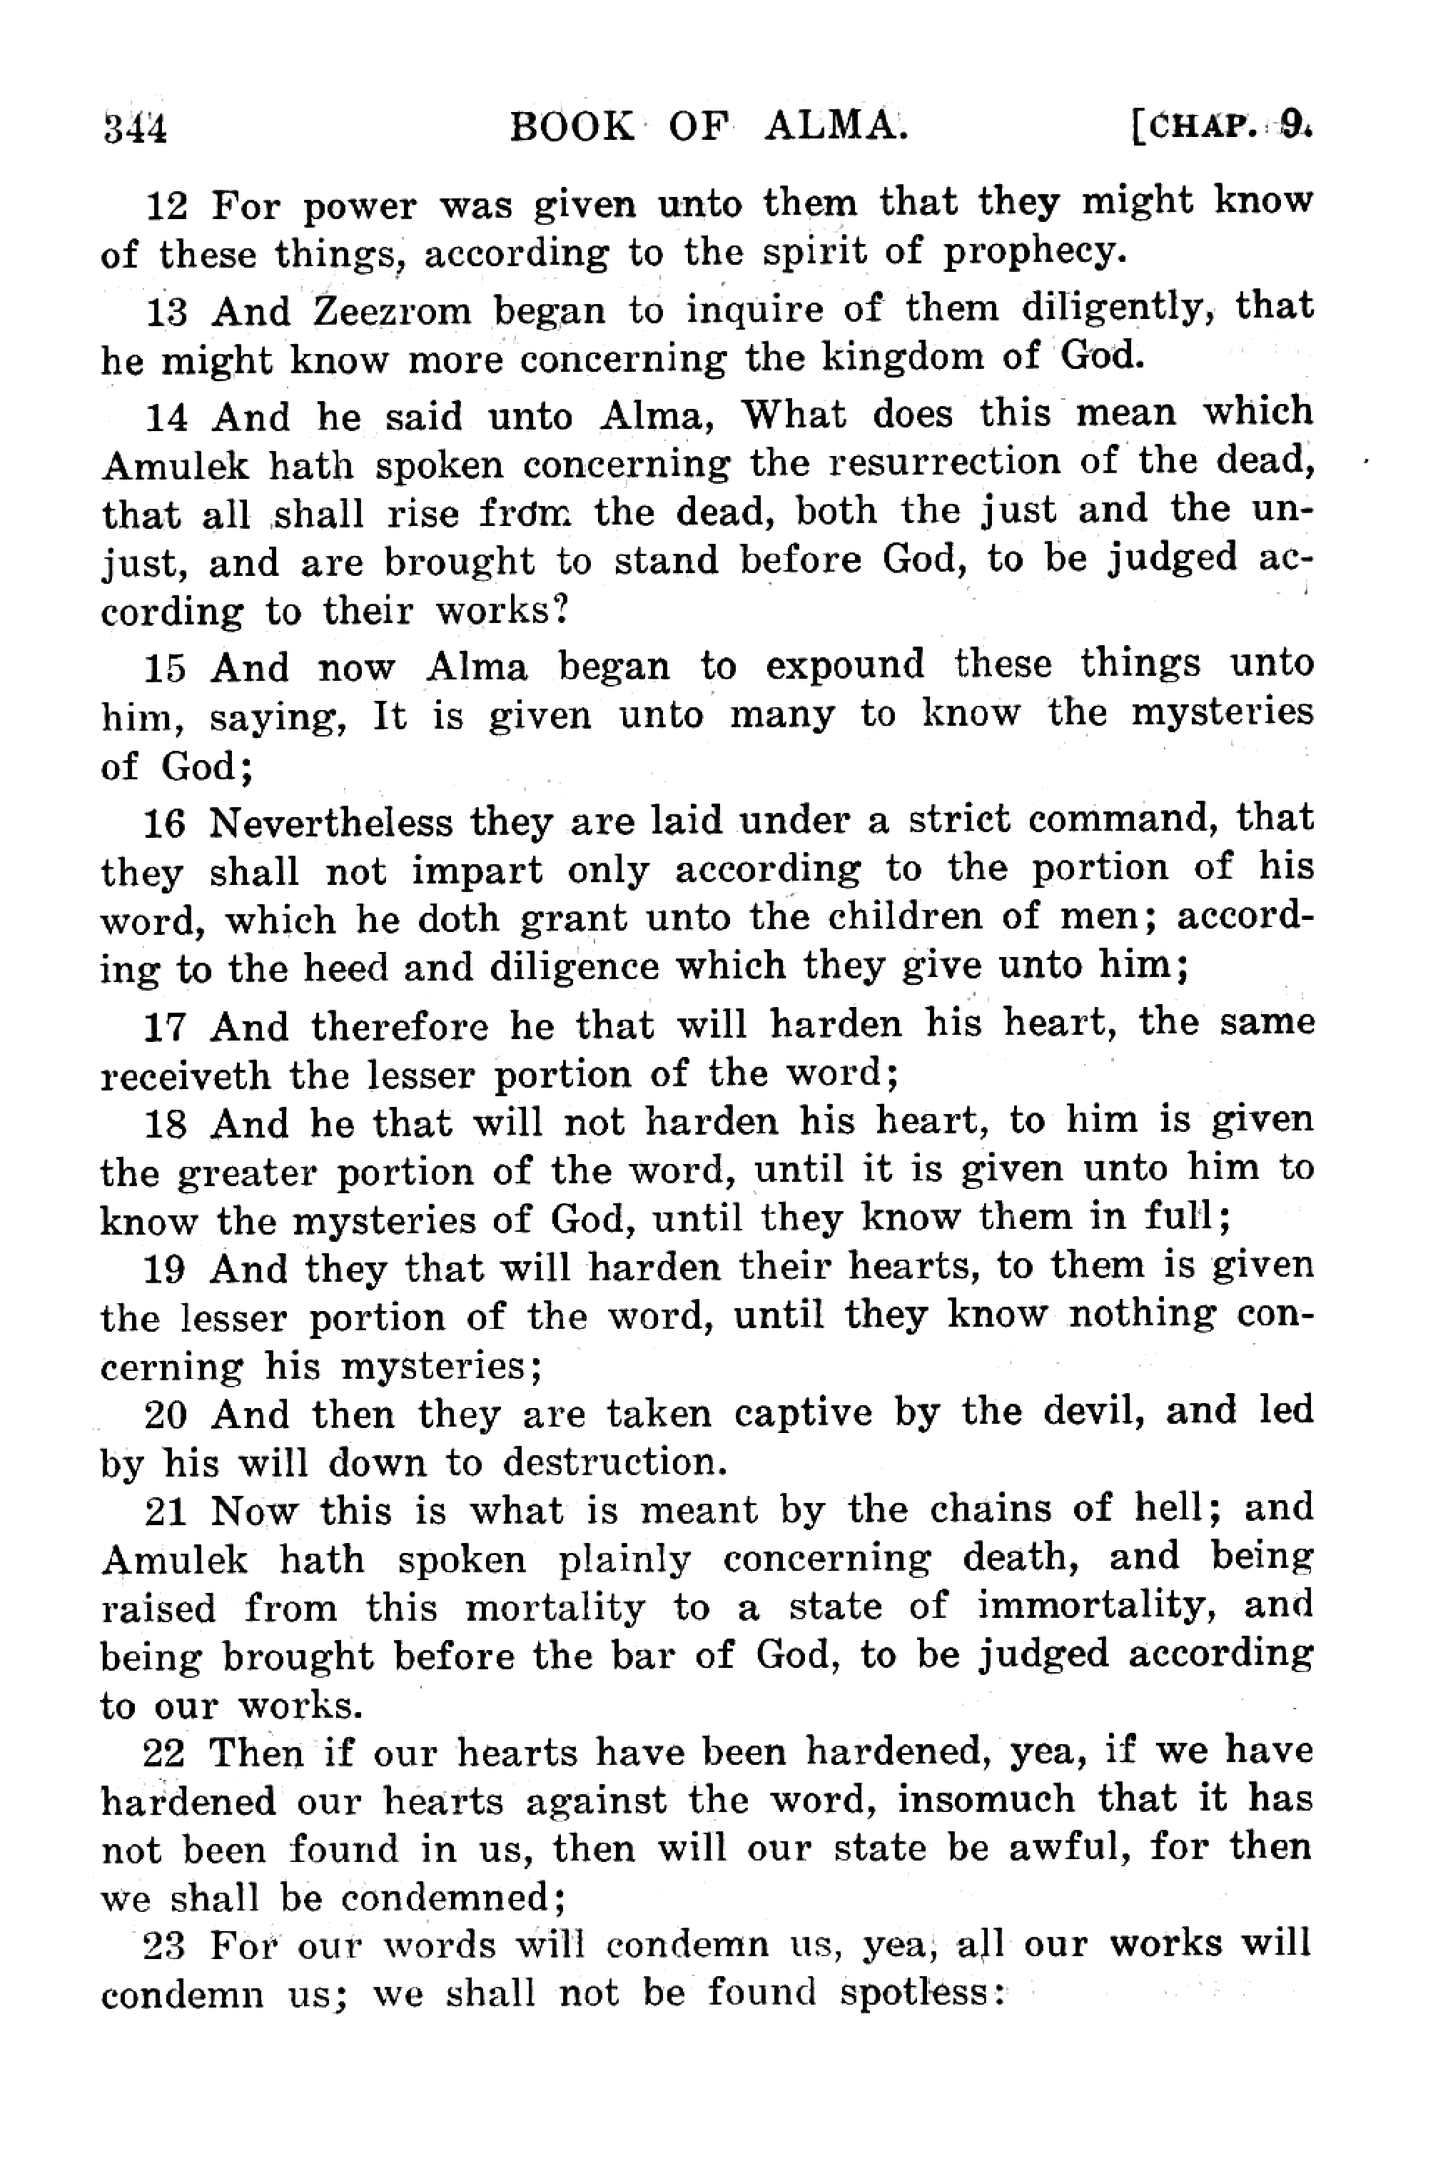 344 BOOK OF ALMA. [CHAP. 9.
12 For power was given unto them that they might know
of these things, according to the spirit of prophecy.
13 And Zeezrom began to inquire of them diligently, that
he might know more concerning the kingdom of God.
14 And he said unto Alma, What does this mean which
Amulek hath spoken concerning the resurrection of the dead,
that all shall rise from the dead, both the just and the un-
just, and are brought to stand before God, to be judged ac-
cording to their works?
15 And now Alma began to expound these things unto
him, saying, It is given unto many to know the mysteries
of God;
16 Nevertheless they are laid under a strict command, that
they shall not impart only according to the portion of his
word, which he doth grant unto the children of men; accord-
ing to the heed and diligence which they give unto him;
17 And therefore he that will harden his heart, the same
receiveth the lesser portion of the word;
18 And he that will not harden his heart, to him is given
the greater portion of the word, until it is given unto him to
know the mysteries of God, until they know them in full;
19 And they that will harden their hearts, to them is given
the lesser portion of the word, until they know nothing con-
cerning his mysteries;
20 And then they are taken captive by the devil, and led
by his will down to destruction.
21 Now this is what is meant by the chains of hell; and
Amulek hath spoken plainly concerning death, and being
raised from this mortality to a state of immortality, and
being brought before the bar of God, to be judged according
to our works.
22 Then if our hearts have been hardened, yea, if we have
hardened our hearts against the word, insomuch that it has
not been found in us, then will our state be awful, for then
we shall be condemned;
23 For our words will condemn us, yea, all our works will
condemn us; we shall not be found spotless: